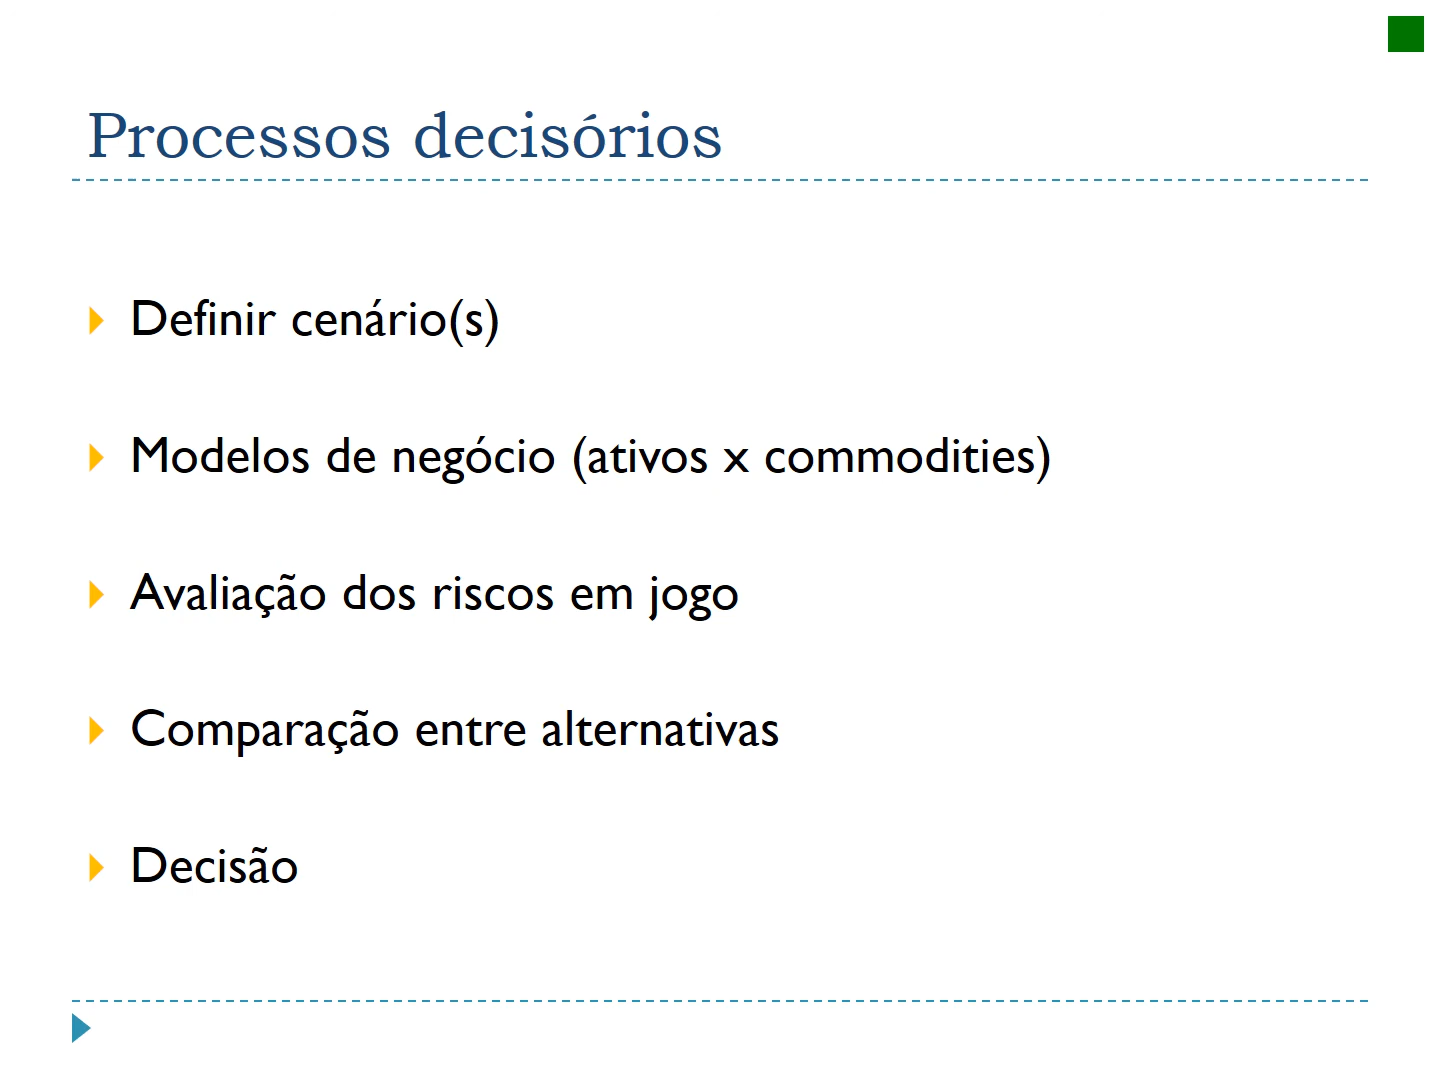 Processos decisórios
Definir cenário(s)
Modelos de negócio (ativos x commodities)
Avaliação dos riscos em jogo
Comparação entre alternativas
Decisão